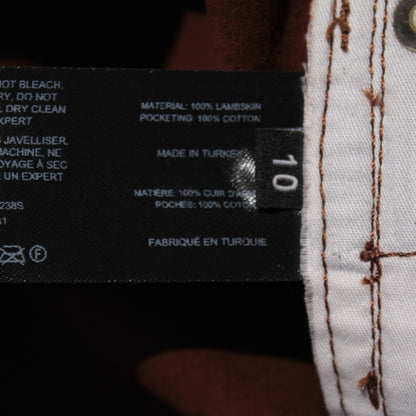 NOT BLEACH,
RY, DO NOT
DRY CLEAN
EXPERT
JAVELLISER,
MACHINE, NE
OYAGE À SEC
UN EXPERT
238S
F
MATERIAL: 100% LAMBSKIN
POCKETING: 100% COTTON
MADE IN TURKEY
MATIÈRE: 100% CUIR
POCHES: 100%
FABRIQUÉ EN TURQUIE
10